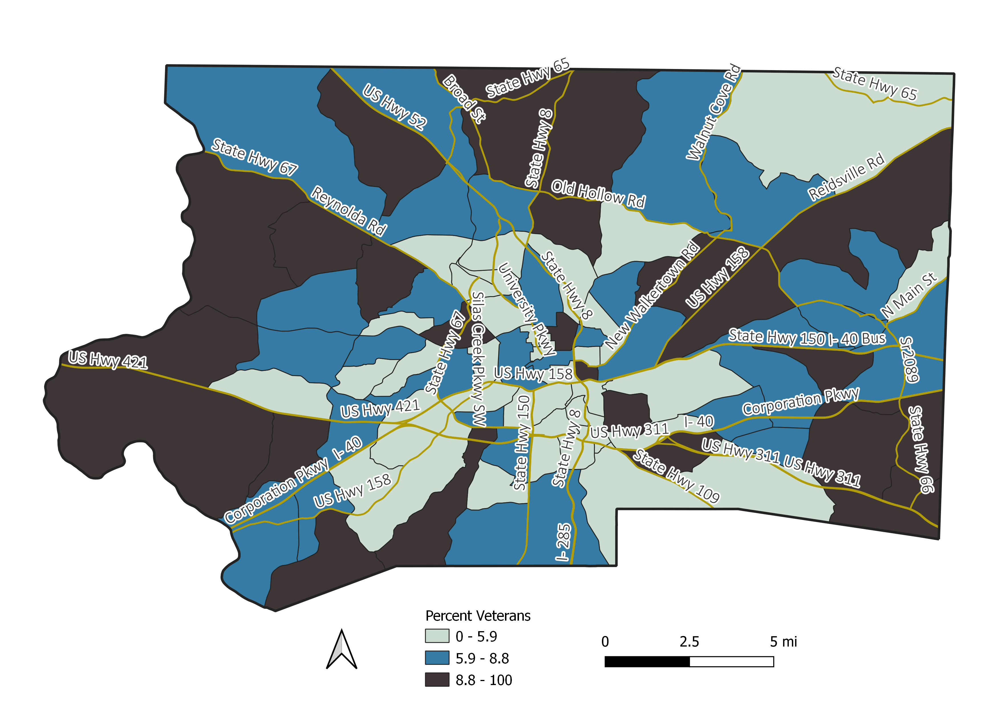 State Hwy 65
State Hwy 65
Broad St
US Hwy 52
Walnut Cove Rd
State Hwy 8
State Hwy 67
Reidsville Rd
Old Hollow Rd
Reynolda Rd
State Hwy 8
New Walkertown Rd
US Hwy 158
University Pkwy
N Main St
Silas Creek Pkwy SW
State Hwy 67
State Hwy 150
I- 40 Bus
Sr2089
US Hwy 421
US Hwy 158
US Hwy 421
Corporation Pkwy
State Hwy 150
State Hwy 8
I- 40
US Hwy 311
State Hwy 66
I- 40
Corporation Pkwy
US Hwy 311
US Hwy 311
State Hwy 109
US Hwy 158
I- 285
Percent Veterans
0 - 5.9
5.9 - 8.8
8.8 - 100
0 2.5 5 mi